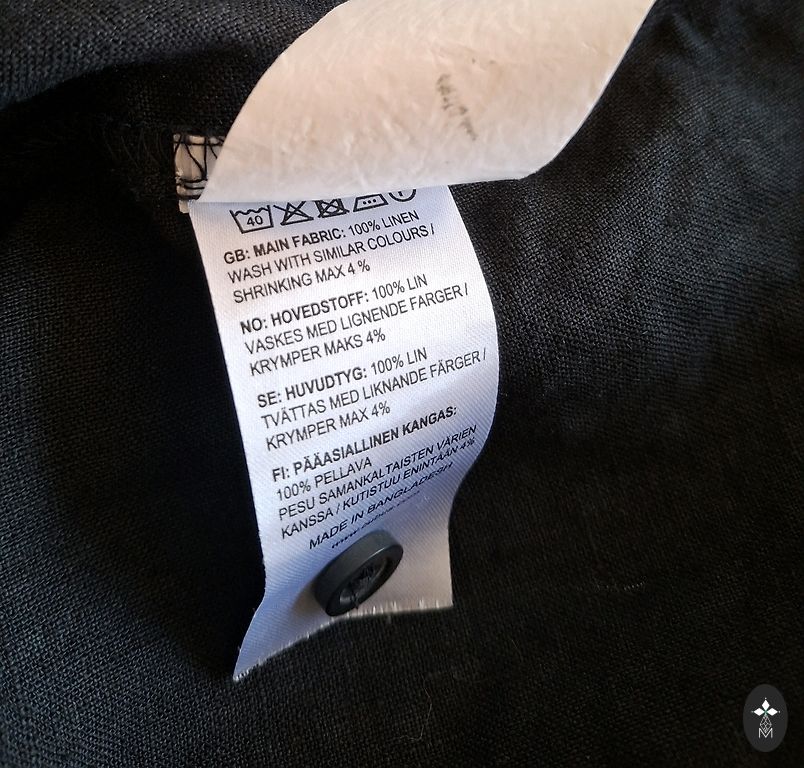 40
GB: MAIN FABRIC: 100% LINEN
WASH WITH SIMILAR COLOURS /
SHRINKING MAX 4 %
NO: HOVEDSTOFF: 100% LIN
VASKES MED LIGNENDE FARGER /
KRYMPER MAKS 4%
SE: HUVUDTYG: 100% LIN
TVÄTTAS MED LIKNANDE FÄRGER /
KRYMPER MAX 4%
FI: PÄÄASIALLINEN KANGAS:
100% PELLAVA
PESU SAMANKALTAISTEN VÄRIEN
KANSSA / KUTISTUU ENINTÄÄN 4%
MADE IN BANGLADESH
M